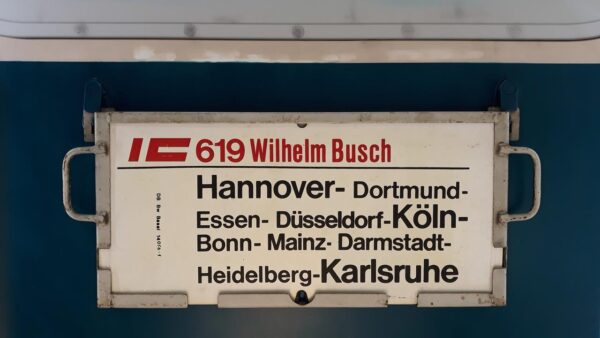 IC 619 Wilhelm Busch
Hannover- Dortmund-
Essen- Düsseldorf-Köln-
Bonn- Mainz- Darmstadt-
Heidelberg-Karlsruhe